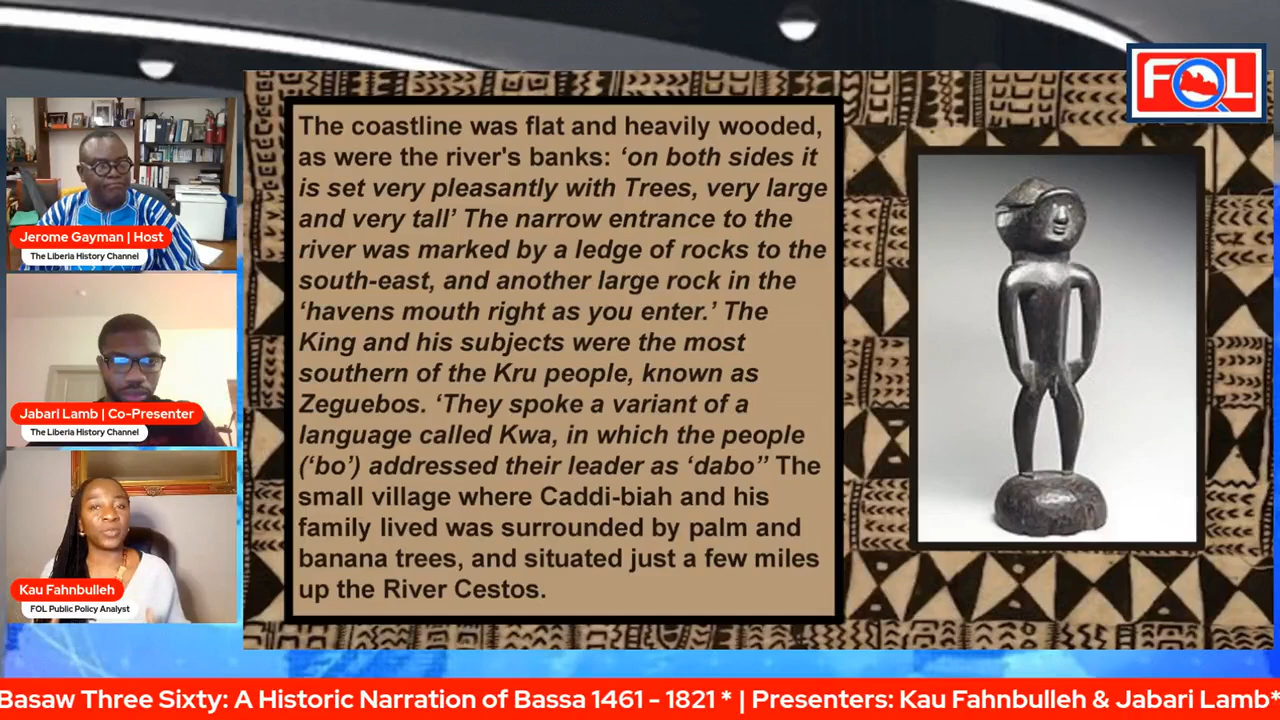 FOL
The coastline was flat and heavily wooded,
as were the river's banks: ‘on both sides it
is set very pleasantly with Trees, very large
and very tall’ The narrow entrance to the
river was marked by a ledge of rocks to the
south-east, and another large rock in the
‘havens mouth right as you enter.’ The
King and his subjects were the most
southern of the Kru people, known as
Zeguebos. ‘They spoke a variant of a
language called Kwa, in which the people
(‘bo’) addressed their leader as ‘dabo” The
small village where Caddi-biah and his
family lived was surrounded by palm and
banana trees, and situated just a few miles
up the River Cestos.
Jerome Gayman | Host
The Liberia History Channel
Jabari Lamb | Co-Presenter
The Liberia History Channel
Kau Fahnbulleh
FOL Public Policy Analyst
Basaw Three Sixty: A Historic Narration of Bassa 1461 - 1821 * | Presenters: Kau Fahnbulleh & Jabari Lamb*